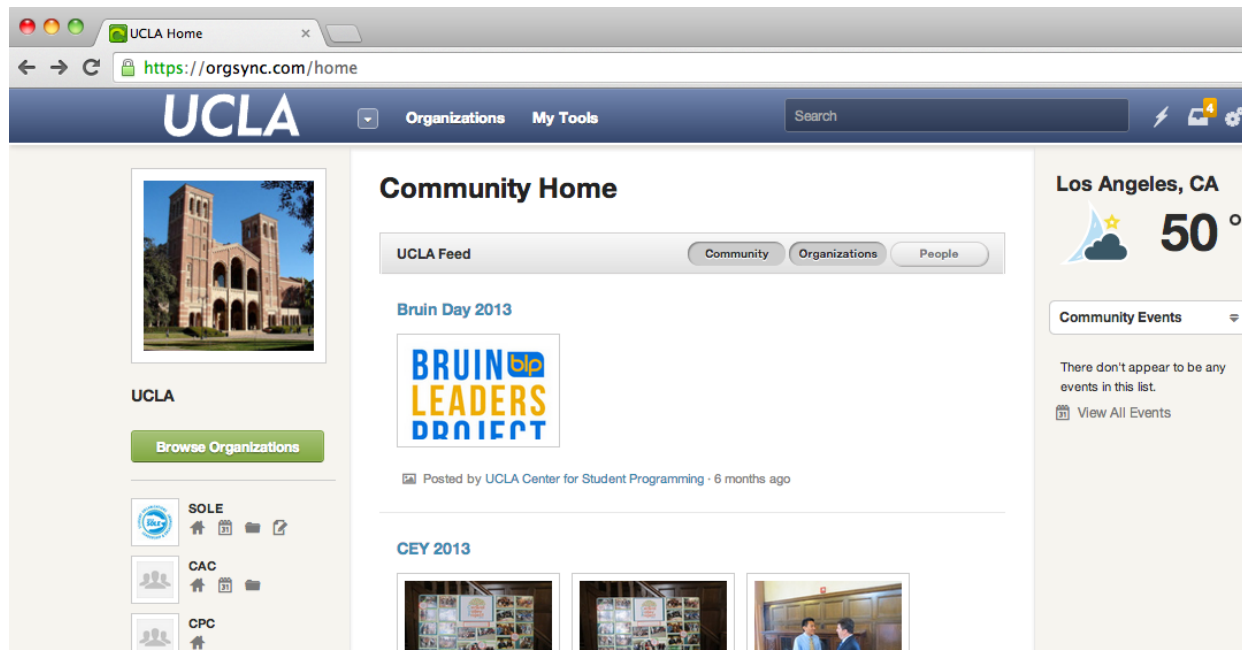 UCLA Home
https://orgsync.com/home
UCLA
Organizations
My Tools
Search
4
UCLA
Browse Organizations
SOLE
31
CAC
31
CPC
Community Home
UCLA Feed
Community
Organizations
People
Bruin Day 2013
BRUIN blp
LEADERS
PROJECT
Posted by UCLA Center for Student Programming · 6 months ago
CEY 2013
Los Angeles, CA
50 °
Community Events
There don't appear to be any
events in this list.
31 View All Events